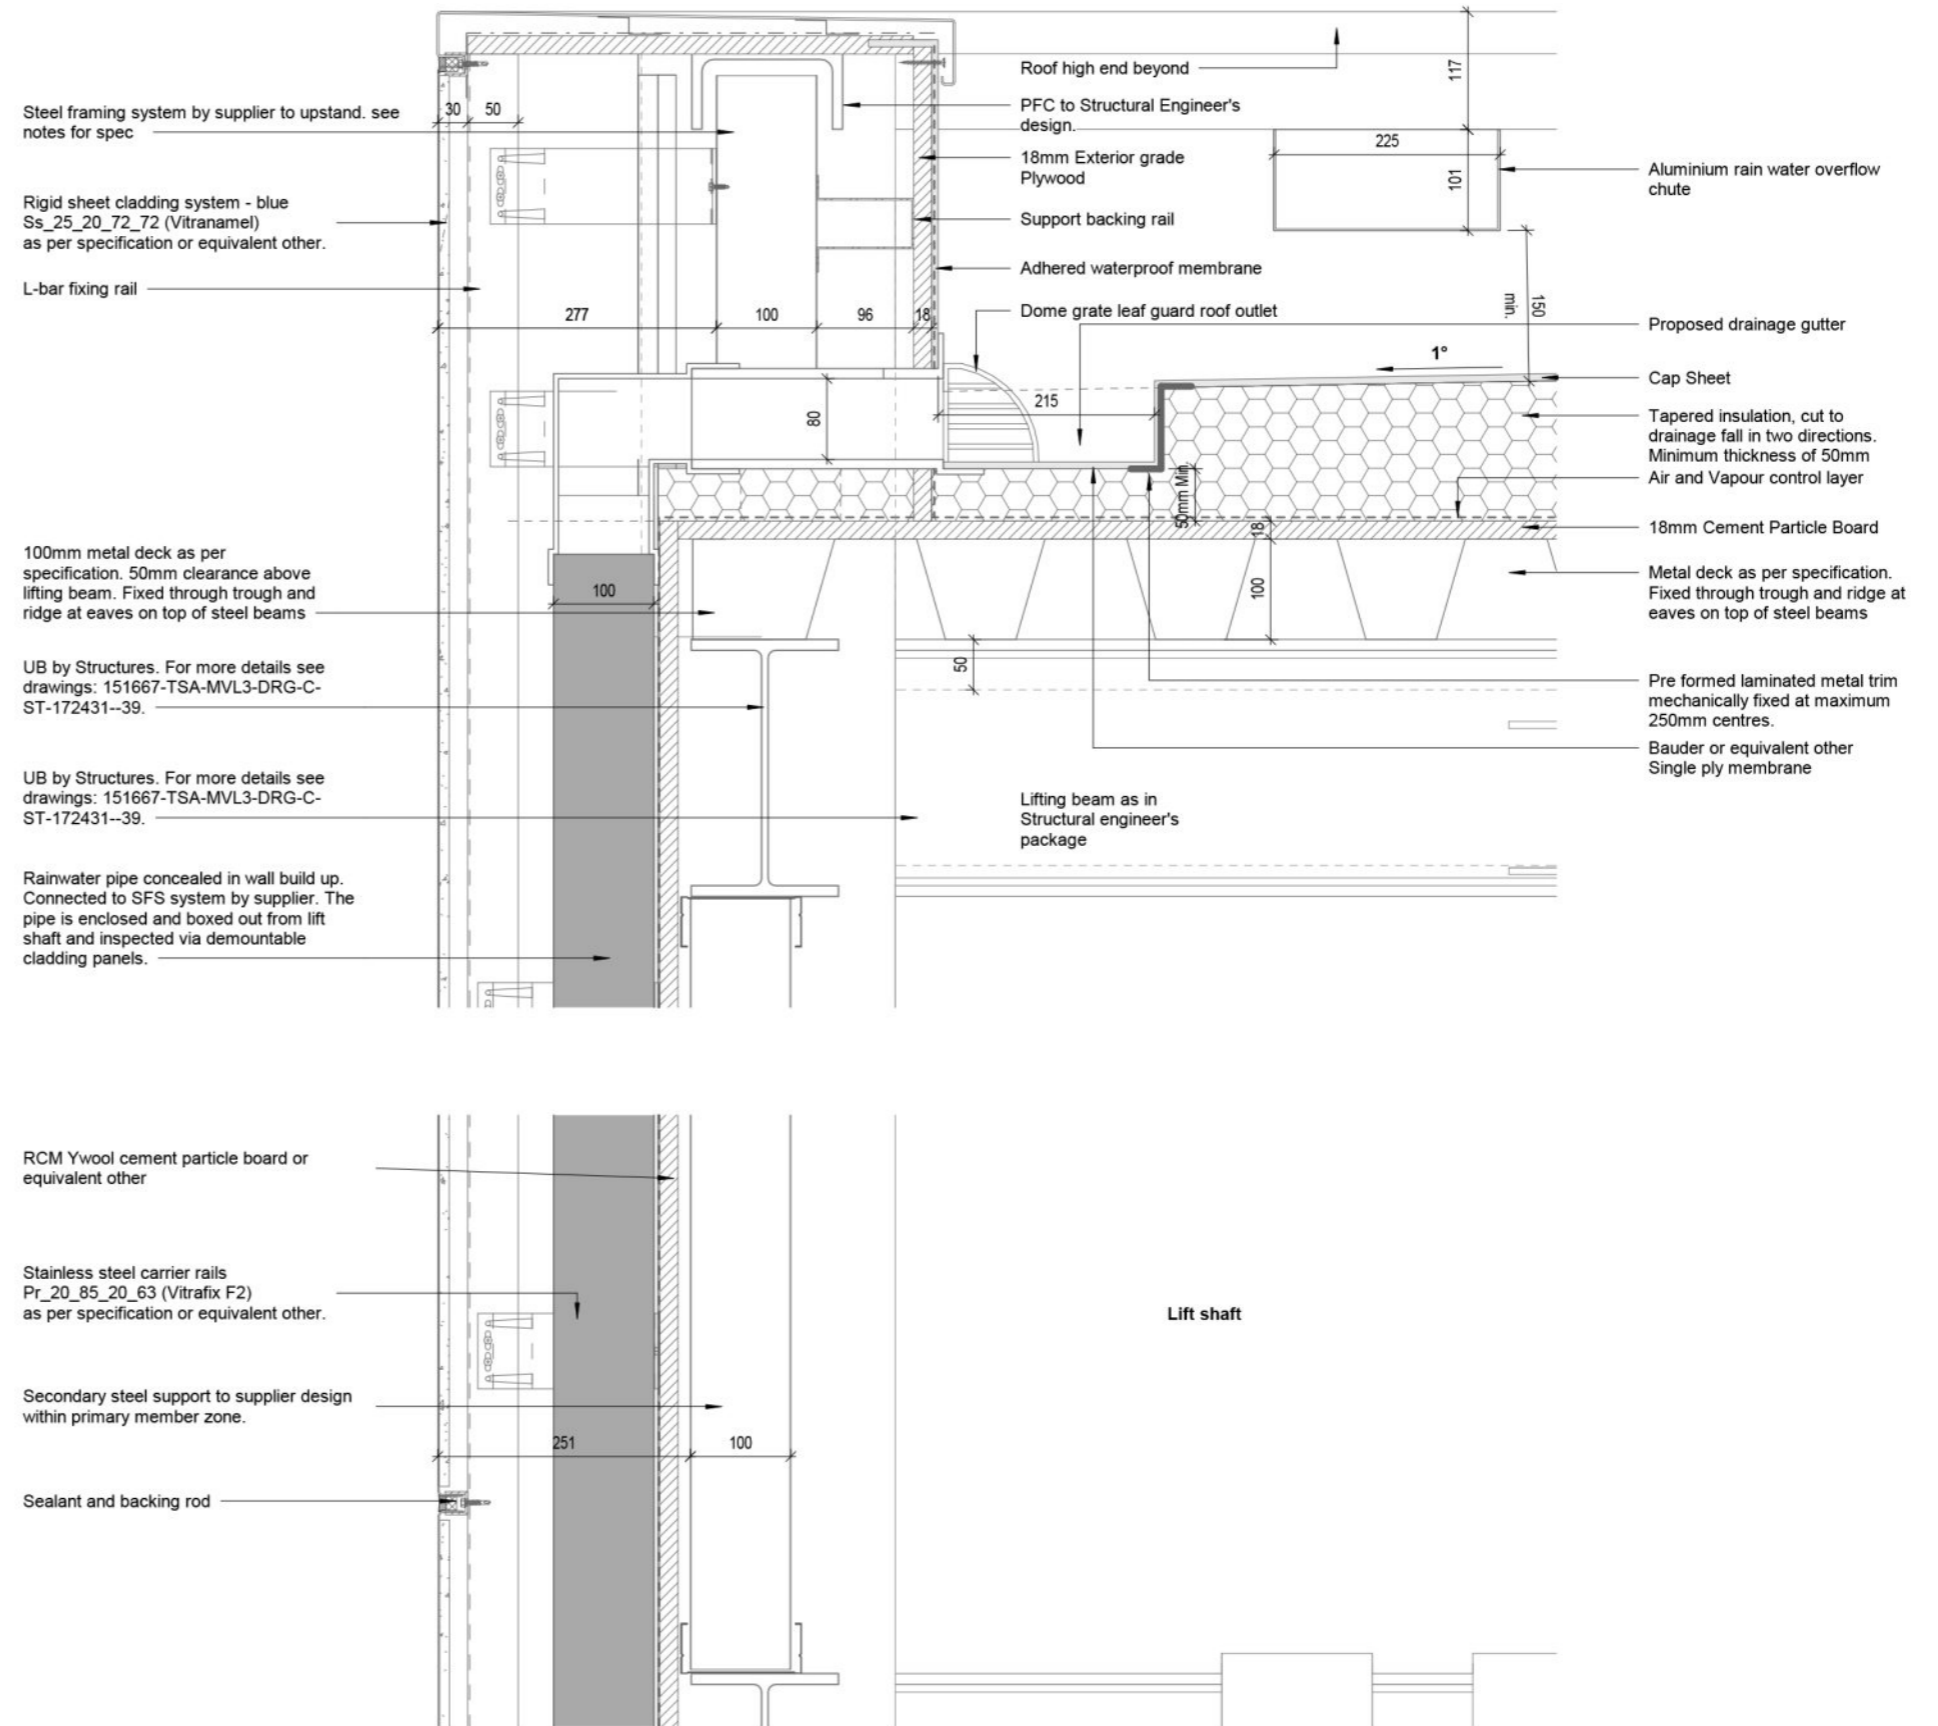 Steel framing system by supplier to upstand. see
notes for spec
Rigid sheet cladding system - blue
Ss_25_20_72_72 (Vitranamel)
as per specification or equivalent other.
L-bar fixing rail
100mm metal deck as per
specification. 50mm clearance above
lifting beam. Fixed through trough and
ridge at eaves on top of steel beams
UB by Structures. For more details see
drawings: 151667-TSA-MVL3-DRG-C-
ST-172431--39.
UB by Structures. For more details see
drawings: 151667-TSA-MVL3-DRG-C-
ST-172431--39.
Rainwater pipe concealed in wall build up.
Connected to SFS system by supplier. The
pipe is enclosed and boxed out from lift
shaft and inspected via demountable
cladding panels.
RCM Ywool cement particle board or
equivalent other
Stainless steel carrier rails
Pr_20_85_20_63 (Vitrafix F2)
as per specification or equivalent other.
Secondary steel support to supplier design
within primary member zone.
Sealant and backing rod
30
50
277
100
96
18
80
215
100
50mm Min.
18
100
50
251
100
Roof high end beyond
PFC to Structural Engineer's
design.
18mm Exterior grade
Plywood
Support backing rail
Adhered waterproof membrane
Dome grate leaf guard roof outlet
Lifting beam as in
Structural engineer's
package
Lift shaft
117
225
101
150
min.
1°
Aluminium rain water overflow
chute
Proposed drainage gutter
Cap Sheet
Tapered insulation, cut to
drainage fall in two directions.
Minimum thickness of 50mm
Air and Vapour control layer
18mm Cement Particle Board
Metal deck as per specification.
Fixed through trough and ridge at
eaves on top of steel beams
Pre formed laminated metal trim
mechanically fixed at maximum
250mm centres.
Bauder or equivalent other
Single ply membrane